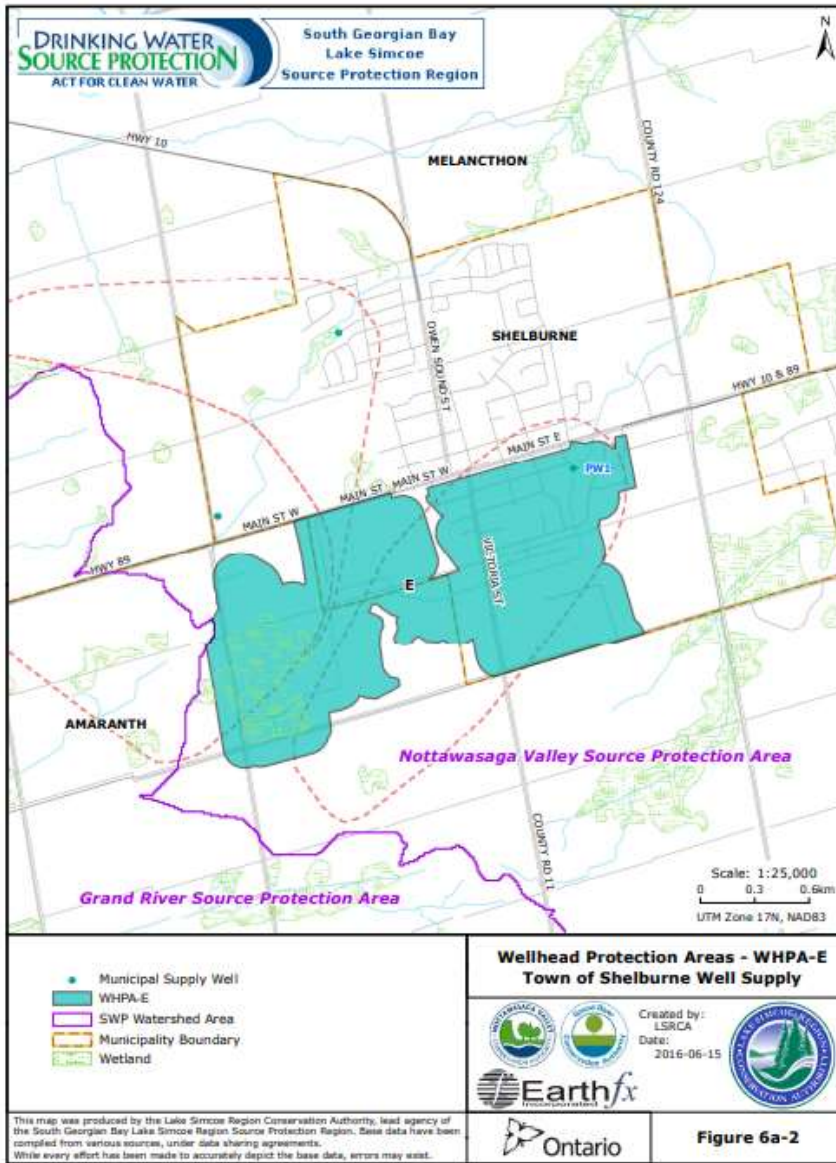 DRINKING WATER
SOURCE PROTECTION
ACT FOR CLEAN WATER
South Georgian Bay
Lake Simcoe
Source Protection Region
N
HWY 10
MELANCTHON
COUNTY RD 124
OWEN SOUND ST
SHELBURNE
HWY 10 & 89
MAIN ST E
MAIN ST W
MAIN ST
MAIN ST W
PW1
HWY 89
VICTORIA ST
E
AMARANTH
Nottawasaga Valley Source Protection Area
COUNTY RD 11
Grand River Source Protection Area
Scale: 1:25,000
0 0.3 0.6km
UTM Zone 17N, NAD83
Municipal Supply Well
WHPA-E
SWP Watershed Area
Municipality Boundary
Wetland
Wellhead Protection Areas - WHPA-E
Town of Shelburne Well Supply
Created by:
LSRCA
Date:
2016-06-15
Earthfx
Incorporated
This map was produced by the Lake Simcoe Region Conservation Authority, lead agency of
the South Georgian Bay Lake Simcoe Region Source Protection Region. Base data have been
compiled from various sources, under data sharing agreements.
While every effort has been made to accurately depict the base data, errors may exist.
Ontario
Figure 6a-2